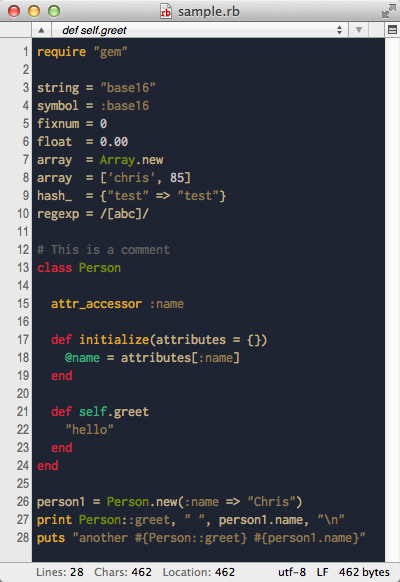 rb sample.rb
def self.greet
1 require "gem"
2
3 string = "base16"
4 symbol = :base16
5 fixnum = 0
6 float  = 0.00
7 array  = Array.new
8 array  = ['chris', 85]
9 hash_  = {"test" => "test"}
10 regexp = /[abc]/
11
12 # This is a comment
13 class Person
14
15   attr_accessor :name
16
17   def initialize(attributes = {})
18     @name = attributes[:name]
19   end
20
21   def self.greet
22     "hello"
23   end
24 end
25
26 person1 = Person.new(:name => "Chris")
27 print Person::greet, " ", person1.name, "\n"
28 puts "another #{Person::greet} #{person1.name}"
Lines: 28 Chars: 462 Location: 462 utf-8 LF 462 bytes